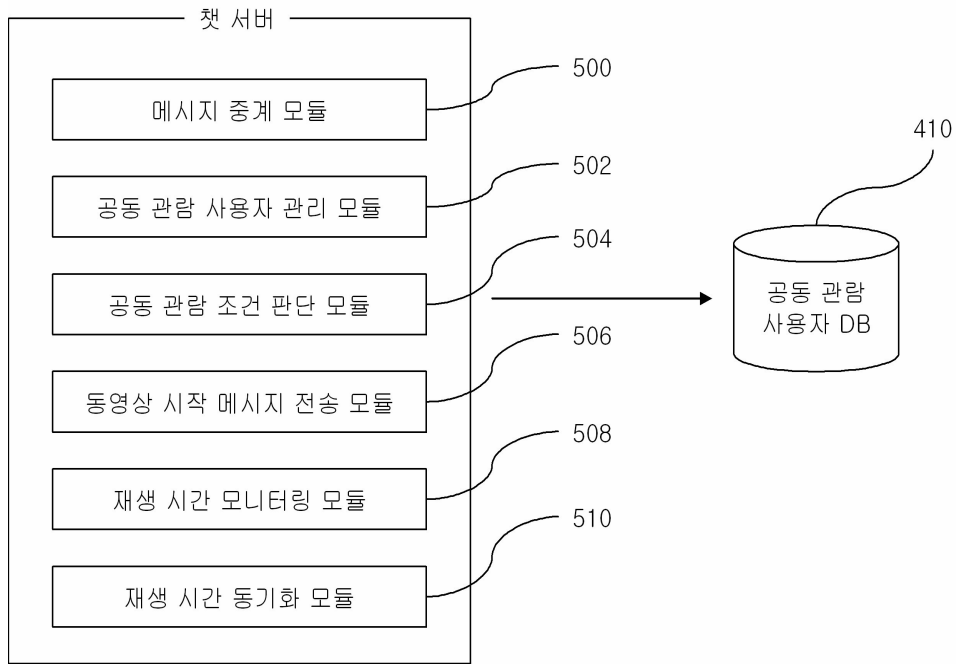 챗 서버
메시지 중계 모듈
500
공동 관람 사용자 관리 모듈
502
공동 관람 조건 판단 모듈
504
동영상 시작 메시지 전송 모듈
506
재생 시간 모니터링 모듈
508
재생 시간 동기화 모듈
510
410
공동 관람
사용자 DB